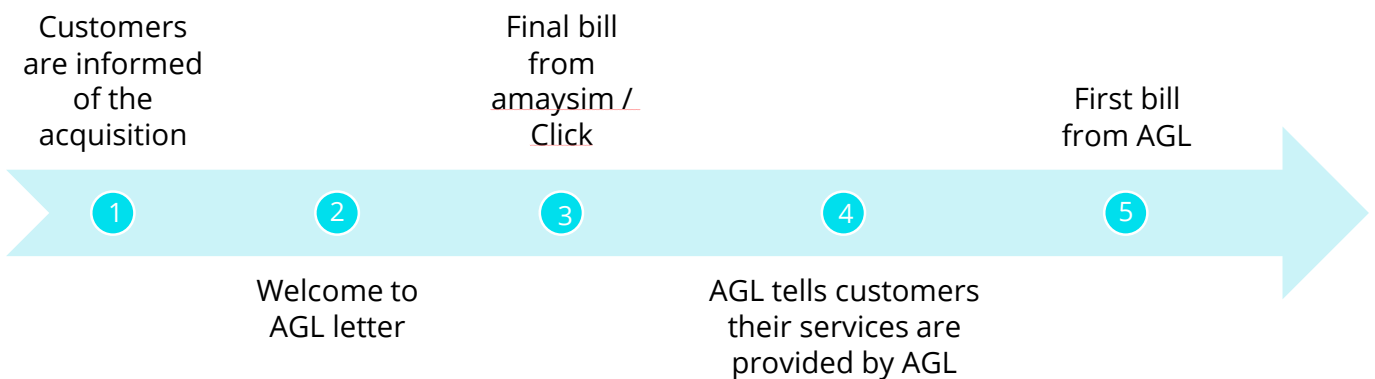 Customers
are informed
of the
acquisition
1
Welcome to
AGL letter
2
Final bill
from
amaysim /
Click
3
AGL tells customers
their services are
provided by AGL
4
First bill
from AGL
5